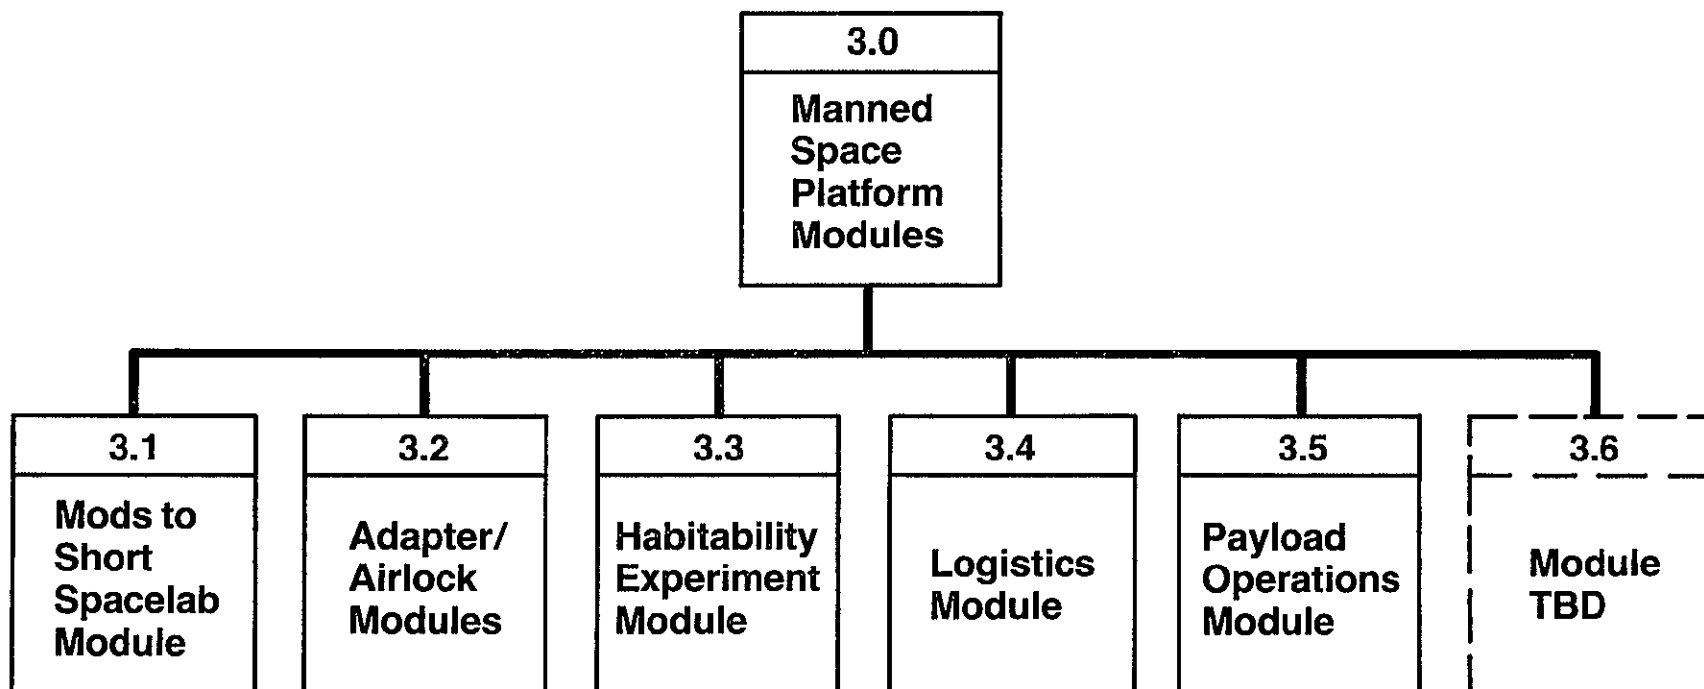 3.0
Manned
Space
Platform
Modules
3.1
Mods to
Short
Spacelab
Module
3.2
Adapter/
Airlock
Modules
3.3
Habitability
Experiment
Module
3.4
Logistics
Module
3.5
Payload
Operations
Module
3.6
Module
TBD